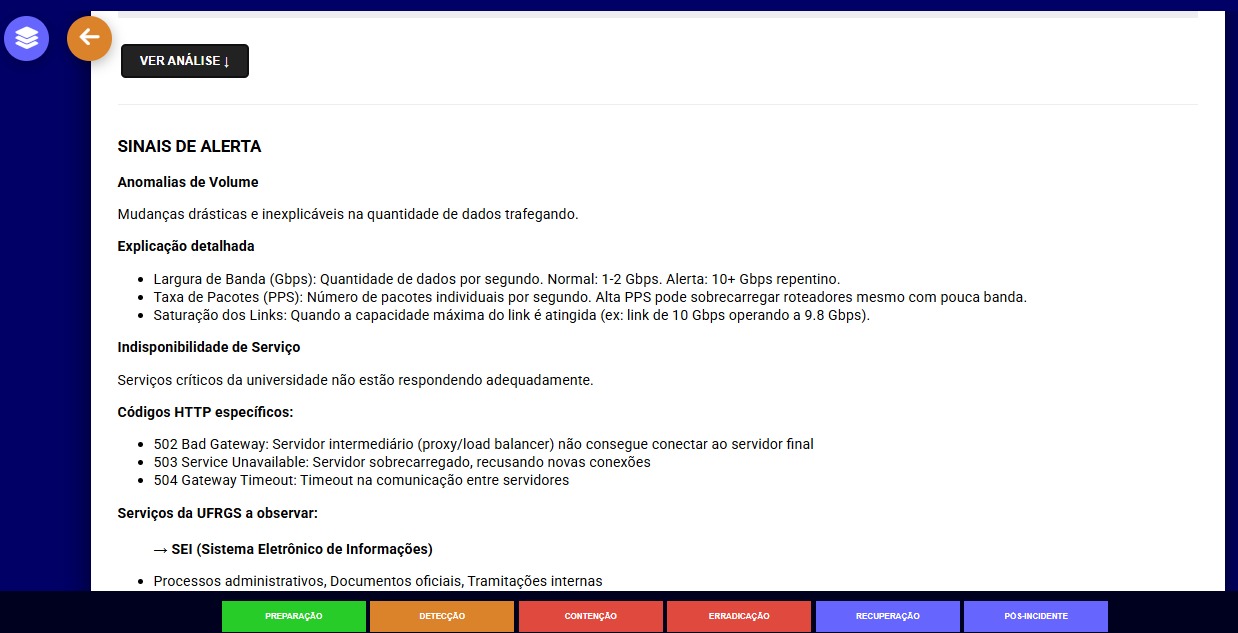 VER ANÁLISE ↓
SINAIS DE ALERTA
Anomalias de Volume
Mudanças drásticas e inexplicáveis na quantidade de dados trafegando.
Explicação detalhada
• Largura de Banda (Gbps): Quantidade de dados por segundo. Normal: 1-2 Gbps. Alerta: 10+ Gbps repentino.
• Taxa de Pacotes (PPS): Número de pacotes individuais por segundo. Alta PPS pode sobrecarregar roteadores mesmo com pouca banda.
• Saturação dos Links: Quando a capacidade máxima do link é atingida (ex: link de 10 Gbps operando a 9.8 Gbps).
Indisponibilidade de Serviço
Serviços críticos da universidade não estão respondendo adequadamente.
Códigos HTTP específicos:
• 502 Bad Gateway: Servidor intermediário (proxy/load balancer) não consegue conectar ao servidor final
• 503 Service Unavailable: Servidor sobrecarregado, recusando novas conexões
• 504 Gateway Timeout: Timeout na comunicação entre servidores
Serviços da UFRGS a observar:
→ SEI (Sistema Eletrônico de Informações)
• Processos administrativos, Documentos oficiais, Tramitações internas
PREPARAÇÃO
DETECÇÃO
CONTENÇÃO
ERRADICAÇÃO
RECUPERAÇÃO
PÓS-INCIDENTE